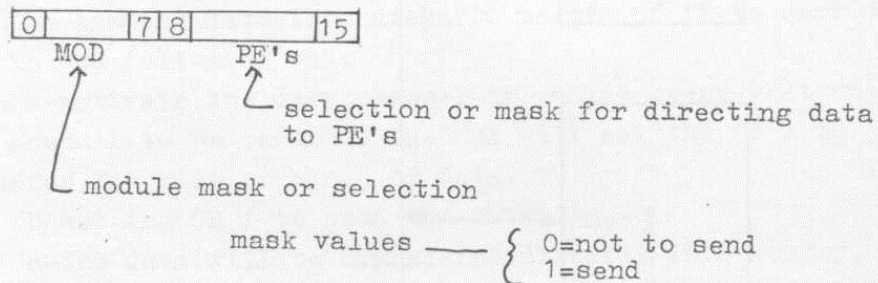 0 7 8 15
MOD PE's
selection or mask for directing data
to PE's
module mask or selection
mask values 0=not to send
1=send